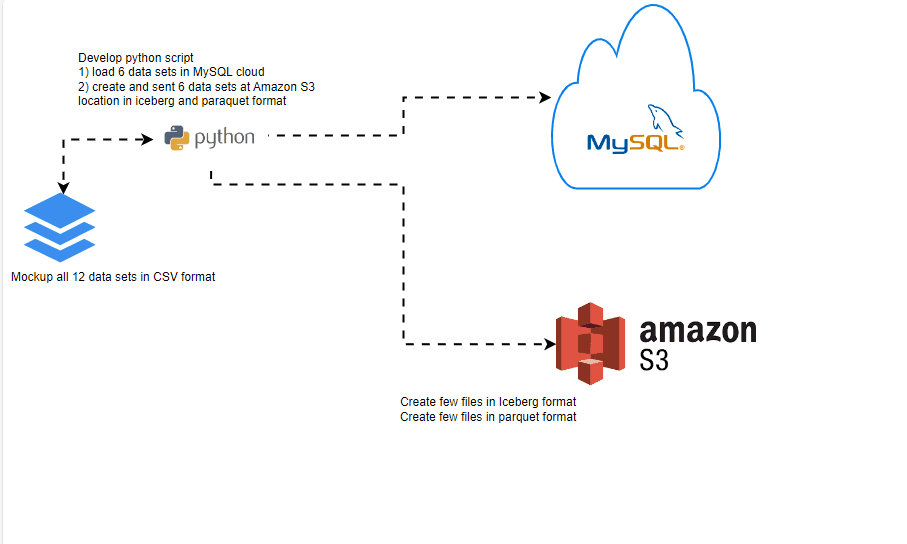 Develop python script
1) load 6 data sets in MySQL cloud
2) create and sent 6 data sets at Amazon S3
location in iceberg and paraquet format
python
MySQL®
Mockup all 12 data sets in CSV format
amazon
S3
Create few files in Iceberg format
Create few files in parquet format